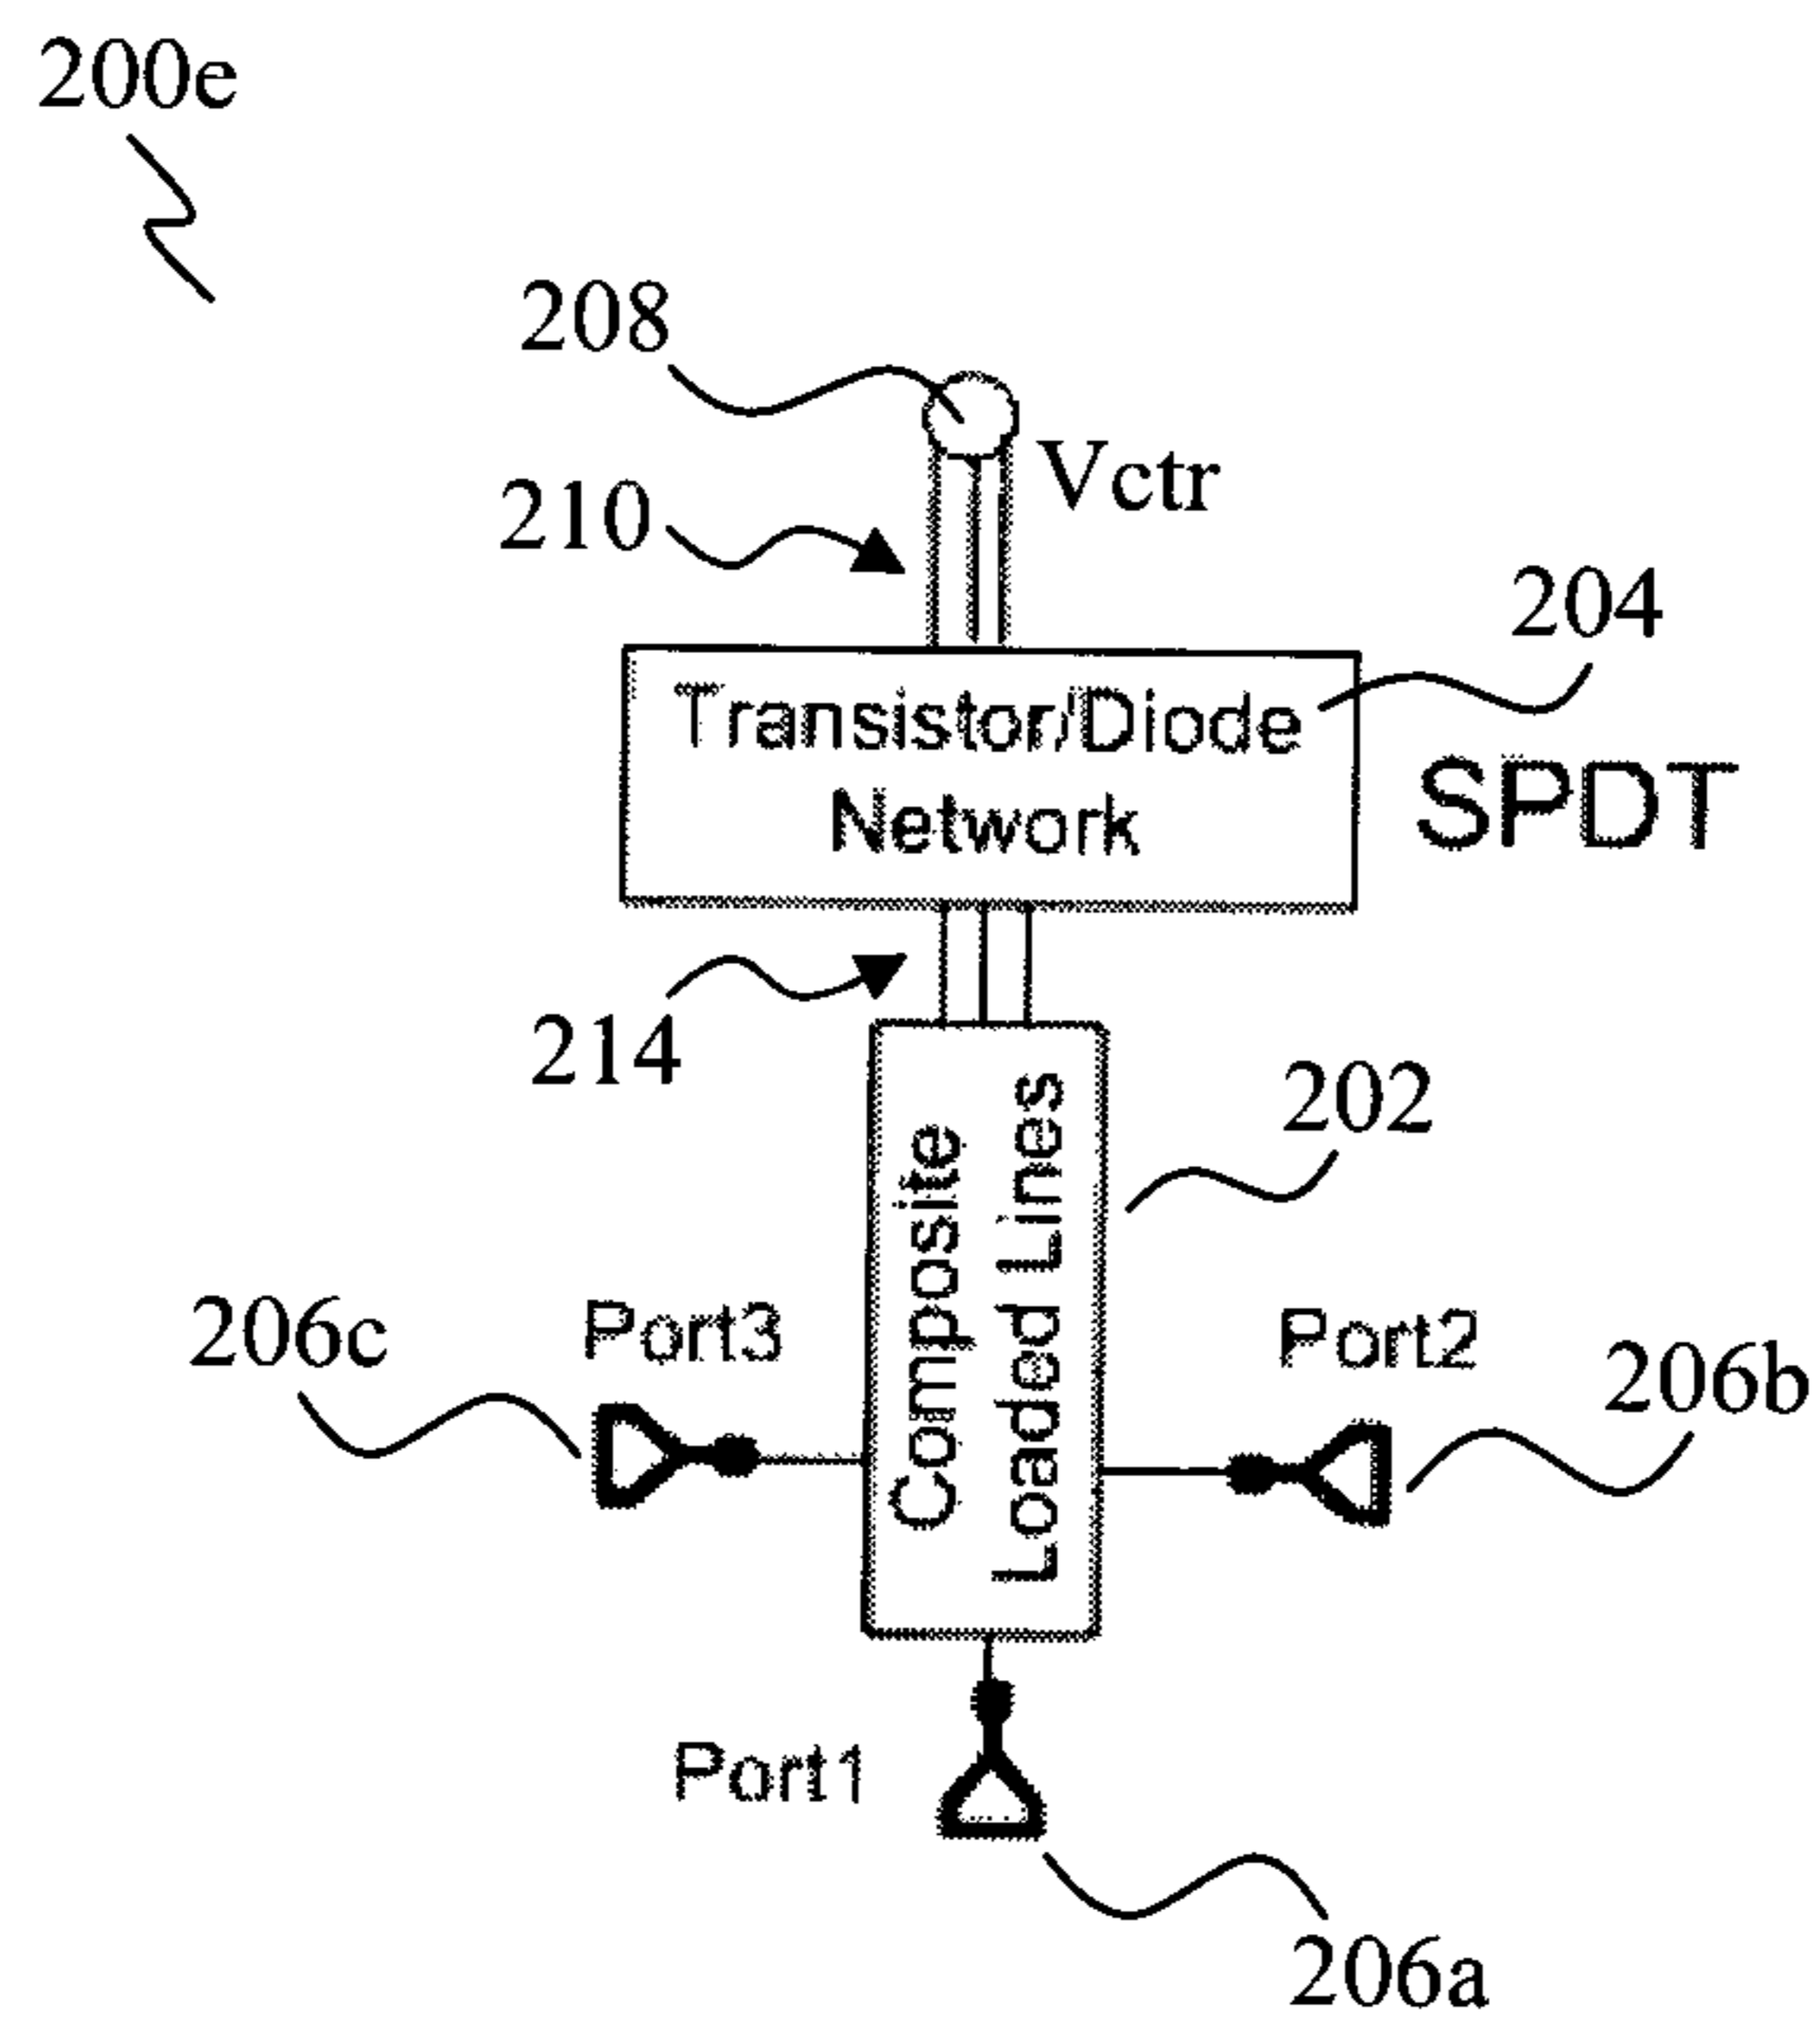 200e
208
Vctr
210
204
Transistor/Diode
Network
SPDT
214
202
Composite
Loaded Lines
206c
Port3
Port2
206b
Port1
206a